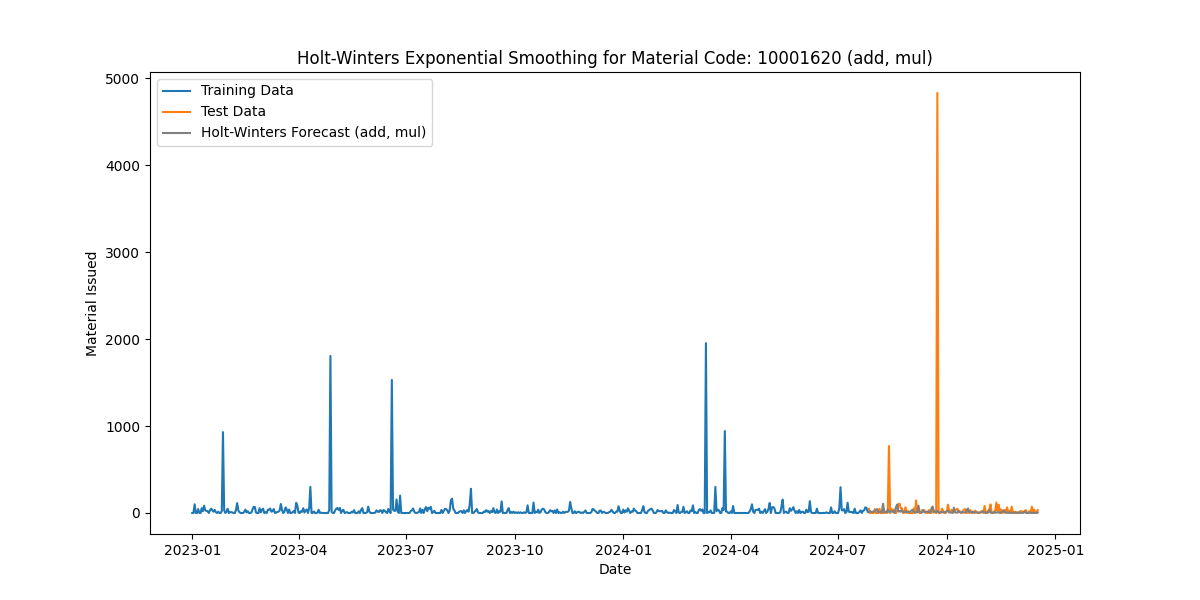 Holt-Winters Exponential Smoothing for Material Code: 10001620 (add, mul)
Training Data
Test Data
Holt-Winters Forecast (add, mul)
Material Issued
5000
4000
3000
2000
1000
0
2023-01 2023-04 2023-07 2023-10 2024-01 2024-04 2024-07 2024-10 2025-01
Date